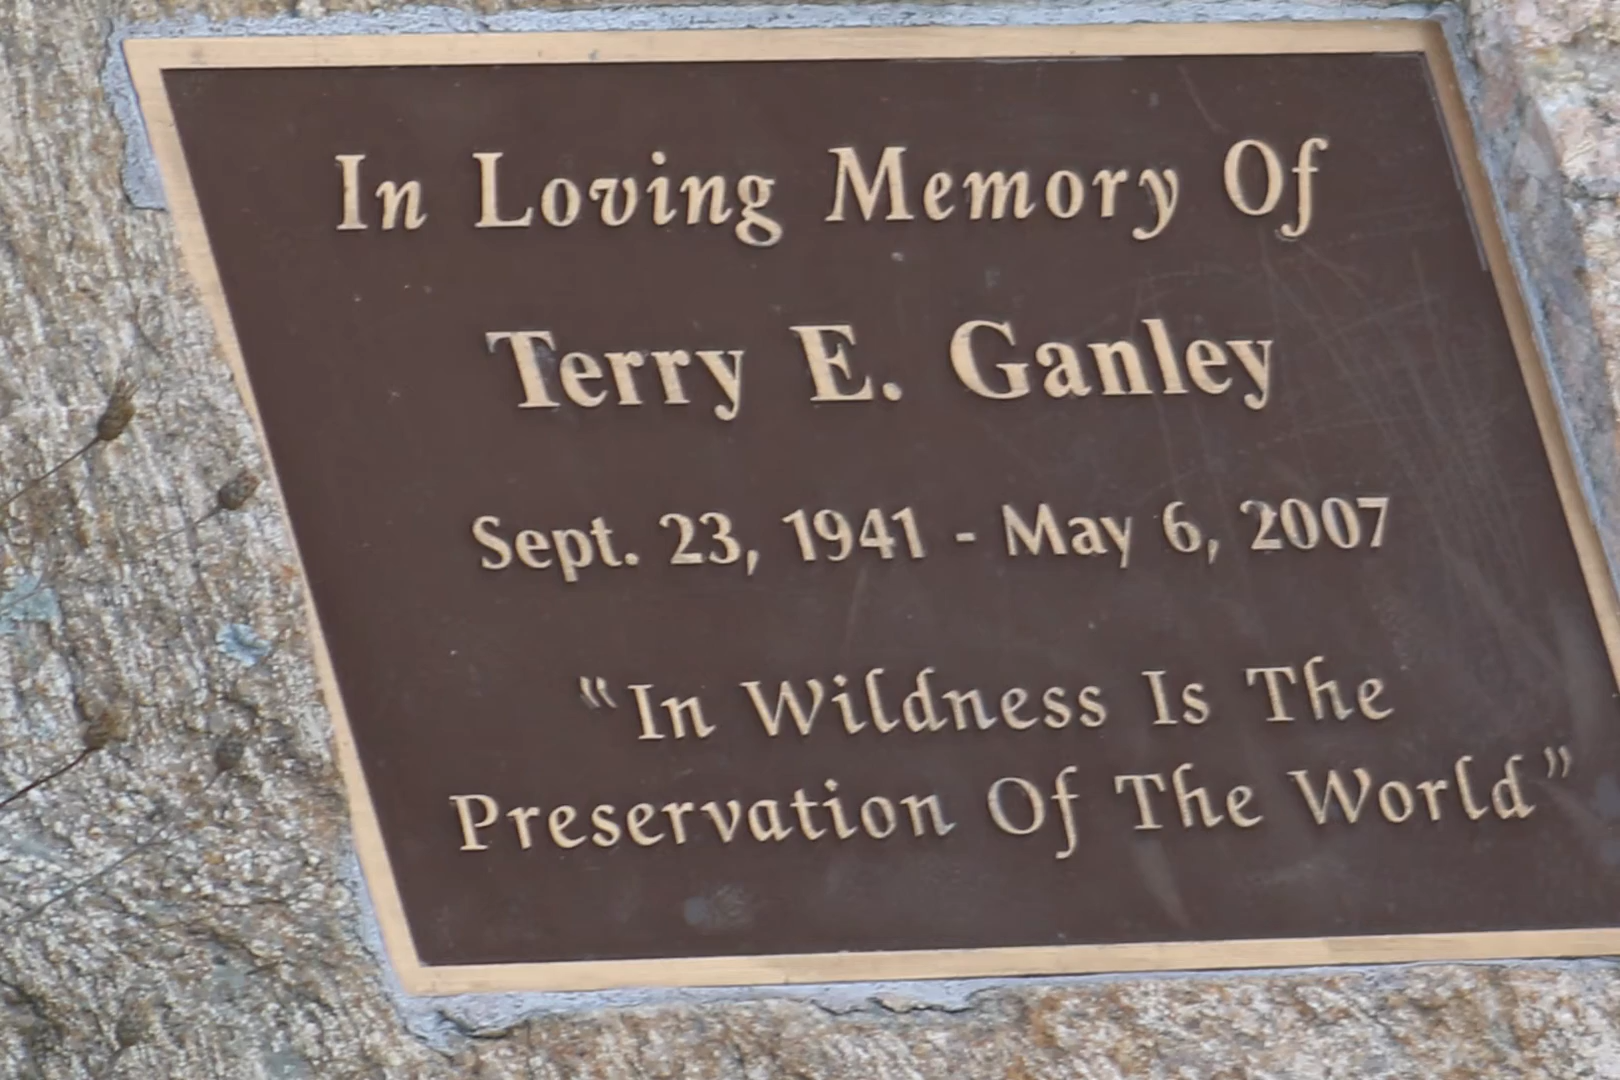 In Loving Memory Of
Terry E. Ganley
Sept. 23, 1941 - May 6, 2007
“In Wildness Is The
Preservation Of The World”